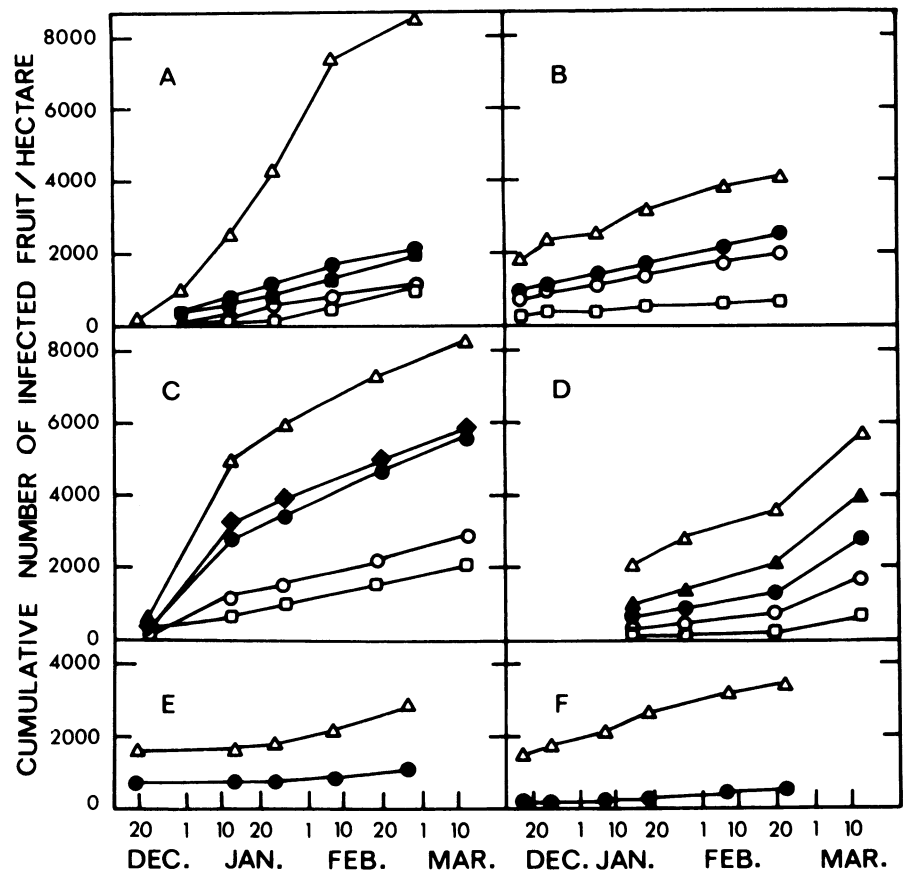 CUMULATIVE NUMBER OF INFECTED FRUIT/HECTARE
8000
6000
4000
2000
0
A
B
8000
6000
4000
2000
0
C
D
4000
2000
0
E
F
20 1 10 20 1 10 20 1 10
DEC. JAN. FEB. MAR.
20 1 10 20 1 10 20 1 10
DEC. JAN. FEB. MAR.